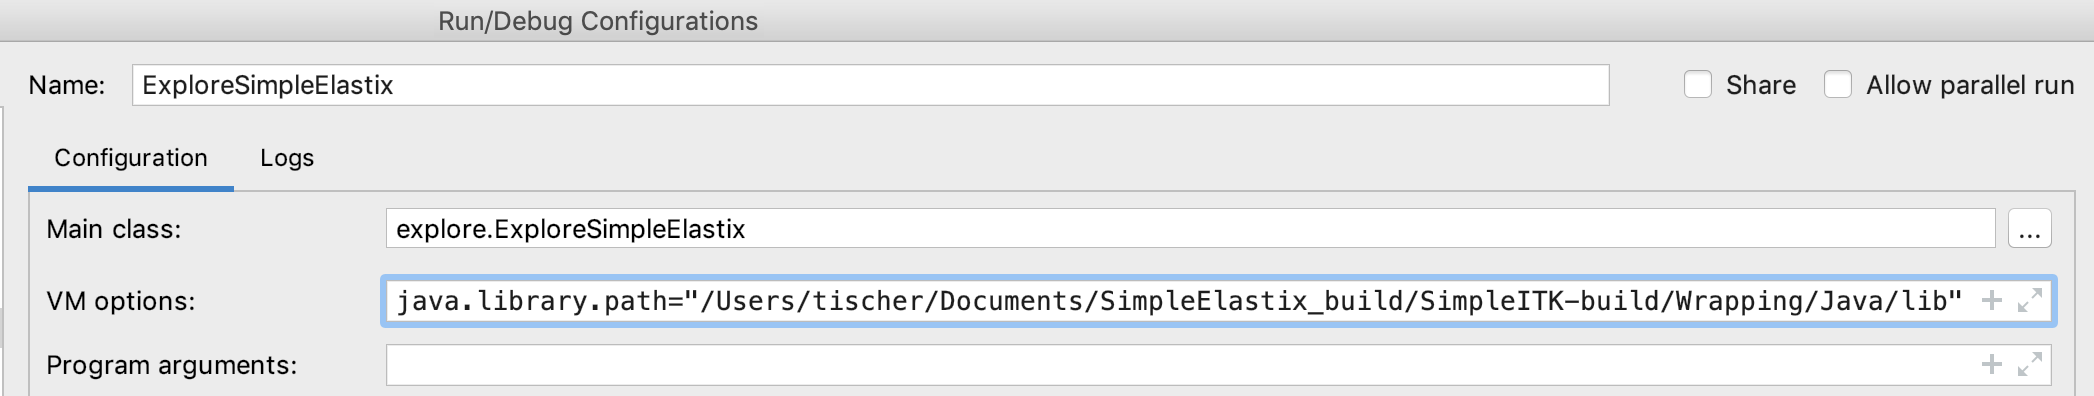 Run/Debug Configurations
Name: ExploreSimpleElastix Share Allow parallel run
Configuration Logs
Main class: explore.ExploreSimpleElastix ...
VM options: java.library.path="/Users/tischer/Documents/SimpleElastix_build/SimpleITK-build/Wrapping/Java/lib"
Program arguments: